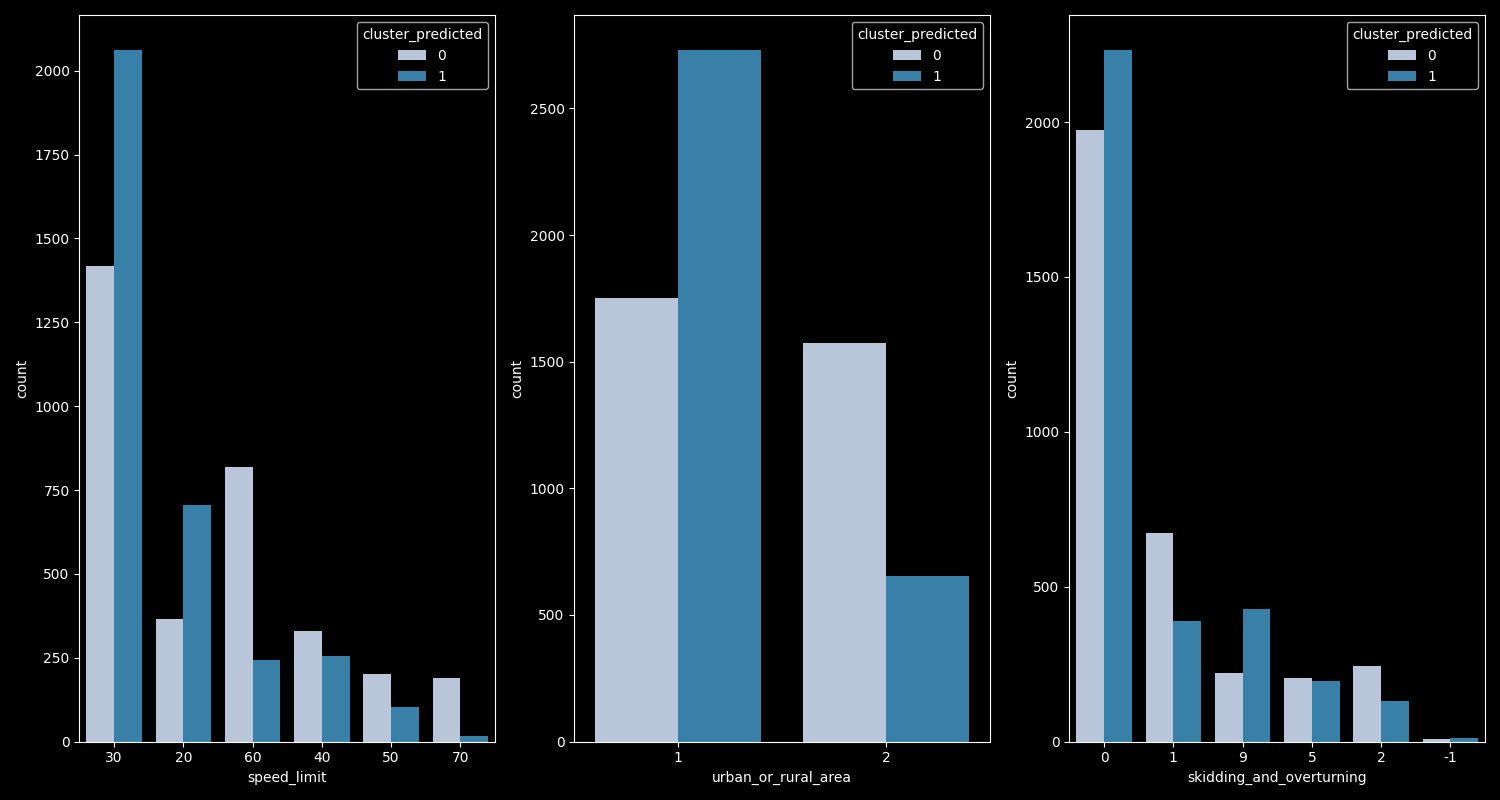 cluster_predicted
0
1
2000
1750
1500
1250
1000
750
500
250
0
count
30 20 60 40 50 70
speed_limit
cluster_predicted
0
1
2500
2000
1500
1000
500
0
count
1 2
urban_or_rural_area
cluster_predicted
0
1
2000
1500
1000
500
0
count
0 1 9 5 2 -1
skidding_and_overturning